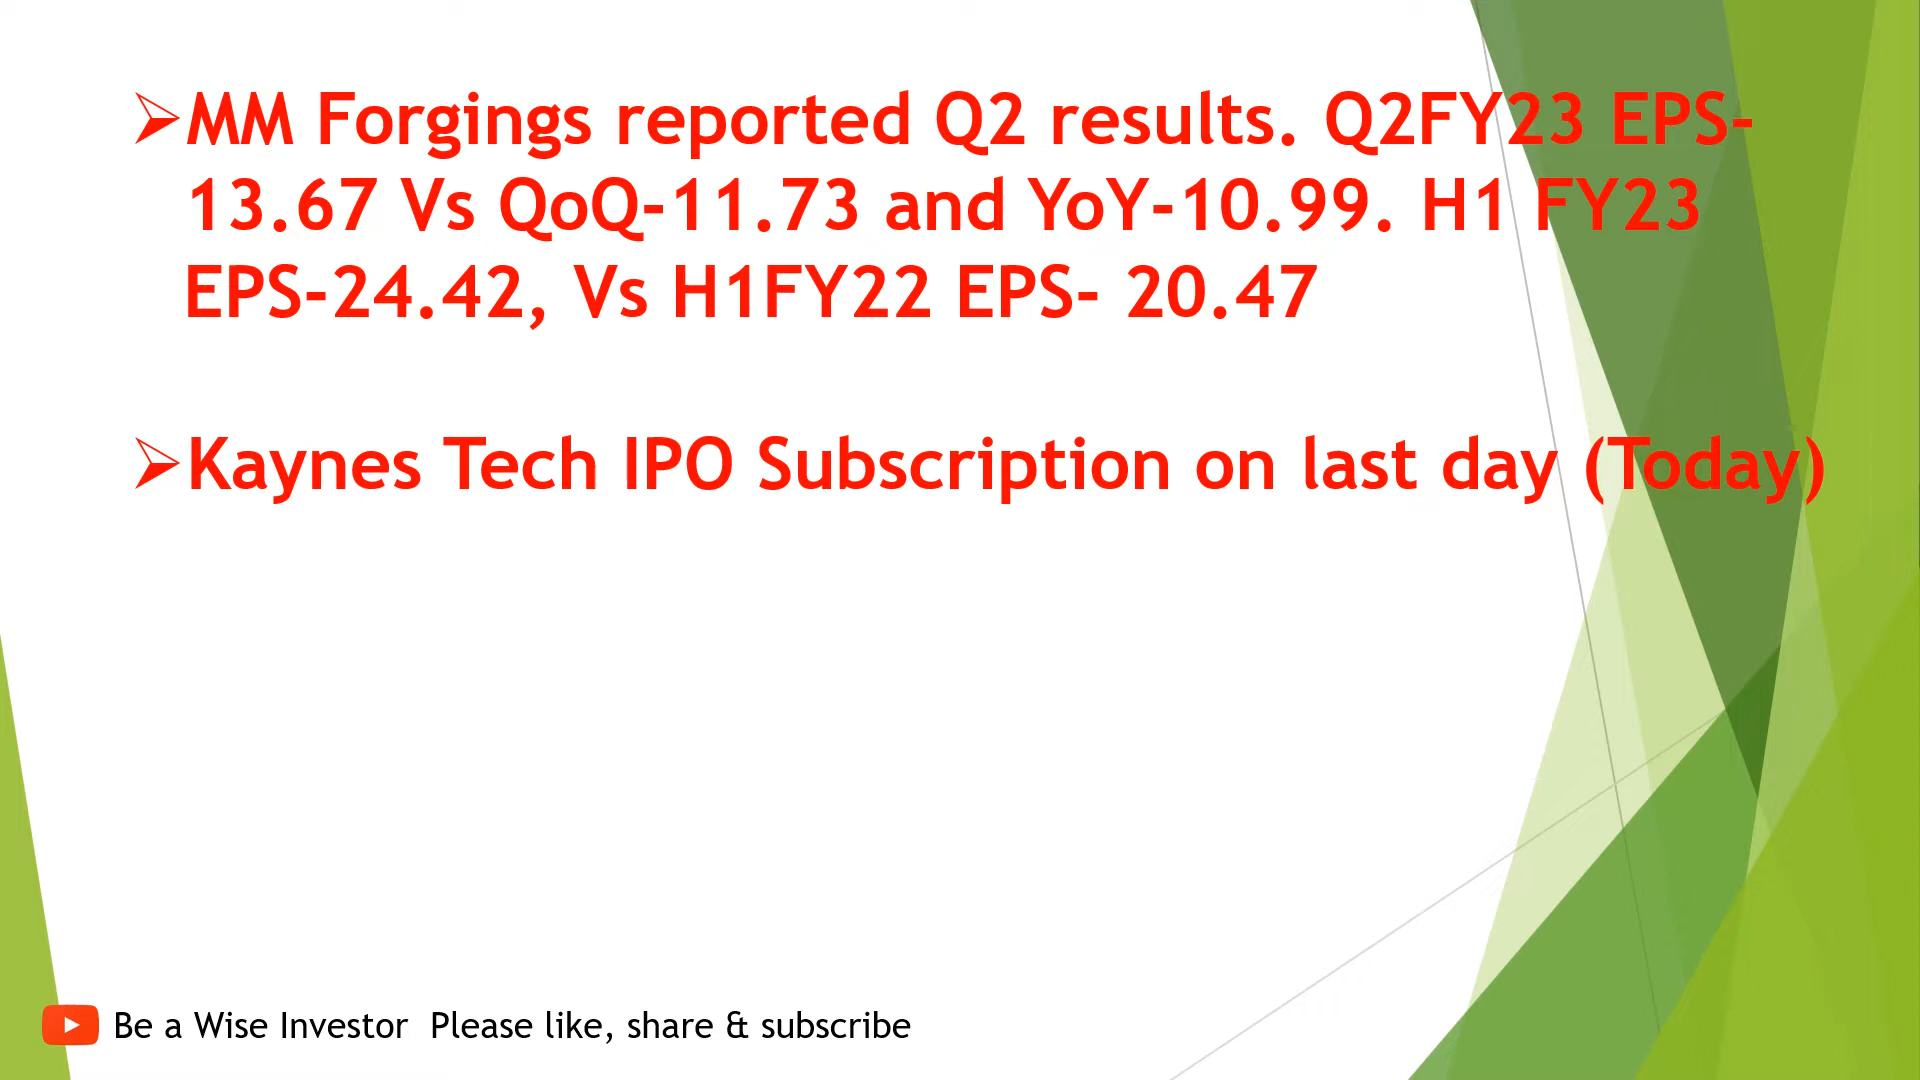 ➢MM Forgings reported Q2 results. Q2FY23 EPS-
13.67 Vs QoQ-11.73 and YoY-10.99. H1 FY23
EPS-24.42, Vs H1FY22 EPS- 20.47
➢Kaynes Tech IPO Subscription on last day (Today)
Be a Wise Investor Please like, share & subscribe